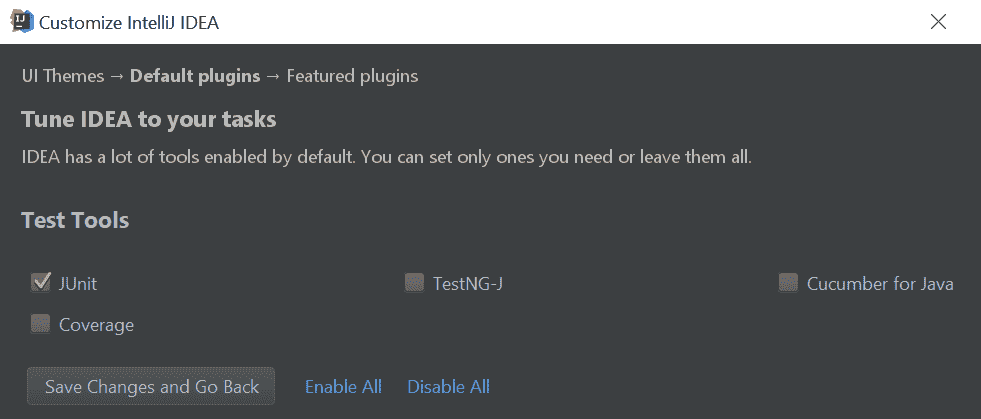 Customize IntelliJ IDEA
UI Themes → Default plugins → Featured plugins
Tune IDEA to your tasks
IDEA has a lot of tools enabled by default. You can set only ones you need or leave them all.
Test Tools
JUnit TestNG-J Cucumber for Java
Coverage
Save Changes and Go Back Enable All Disable All